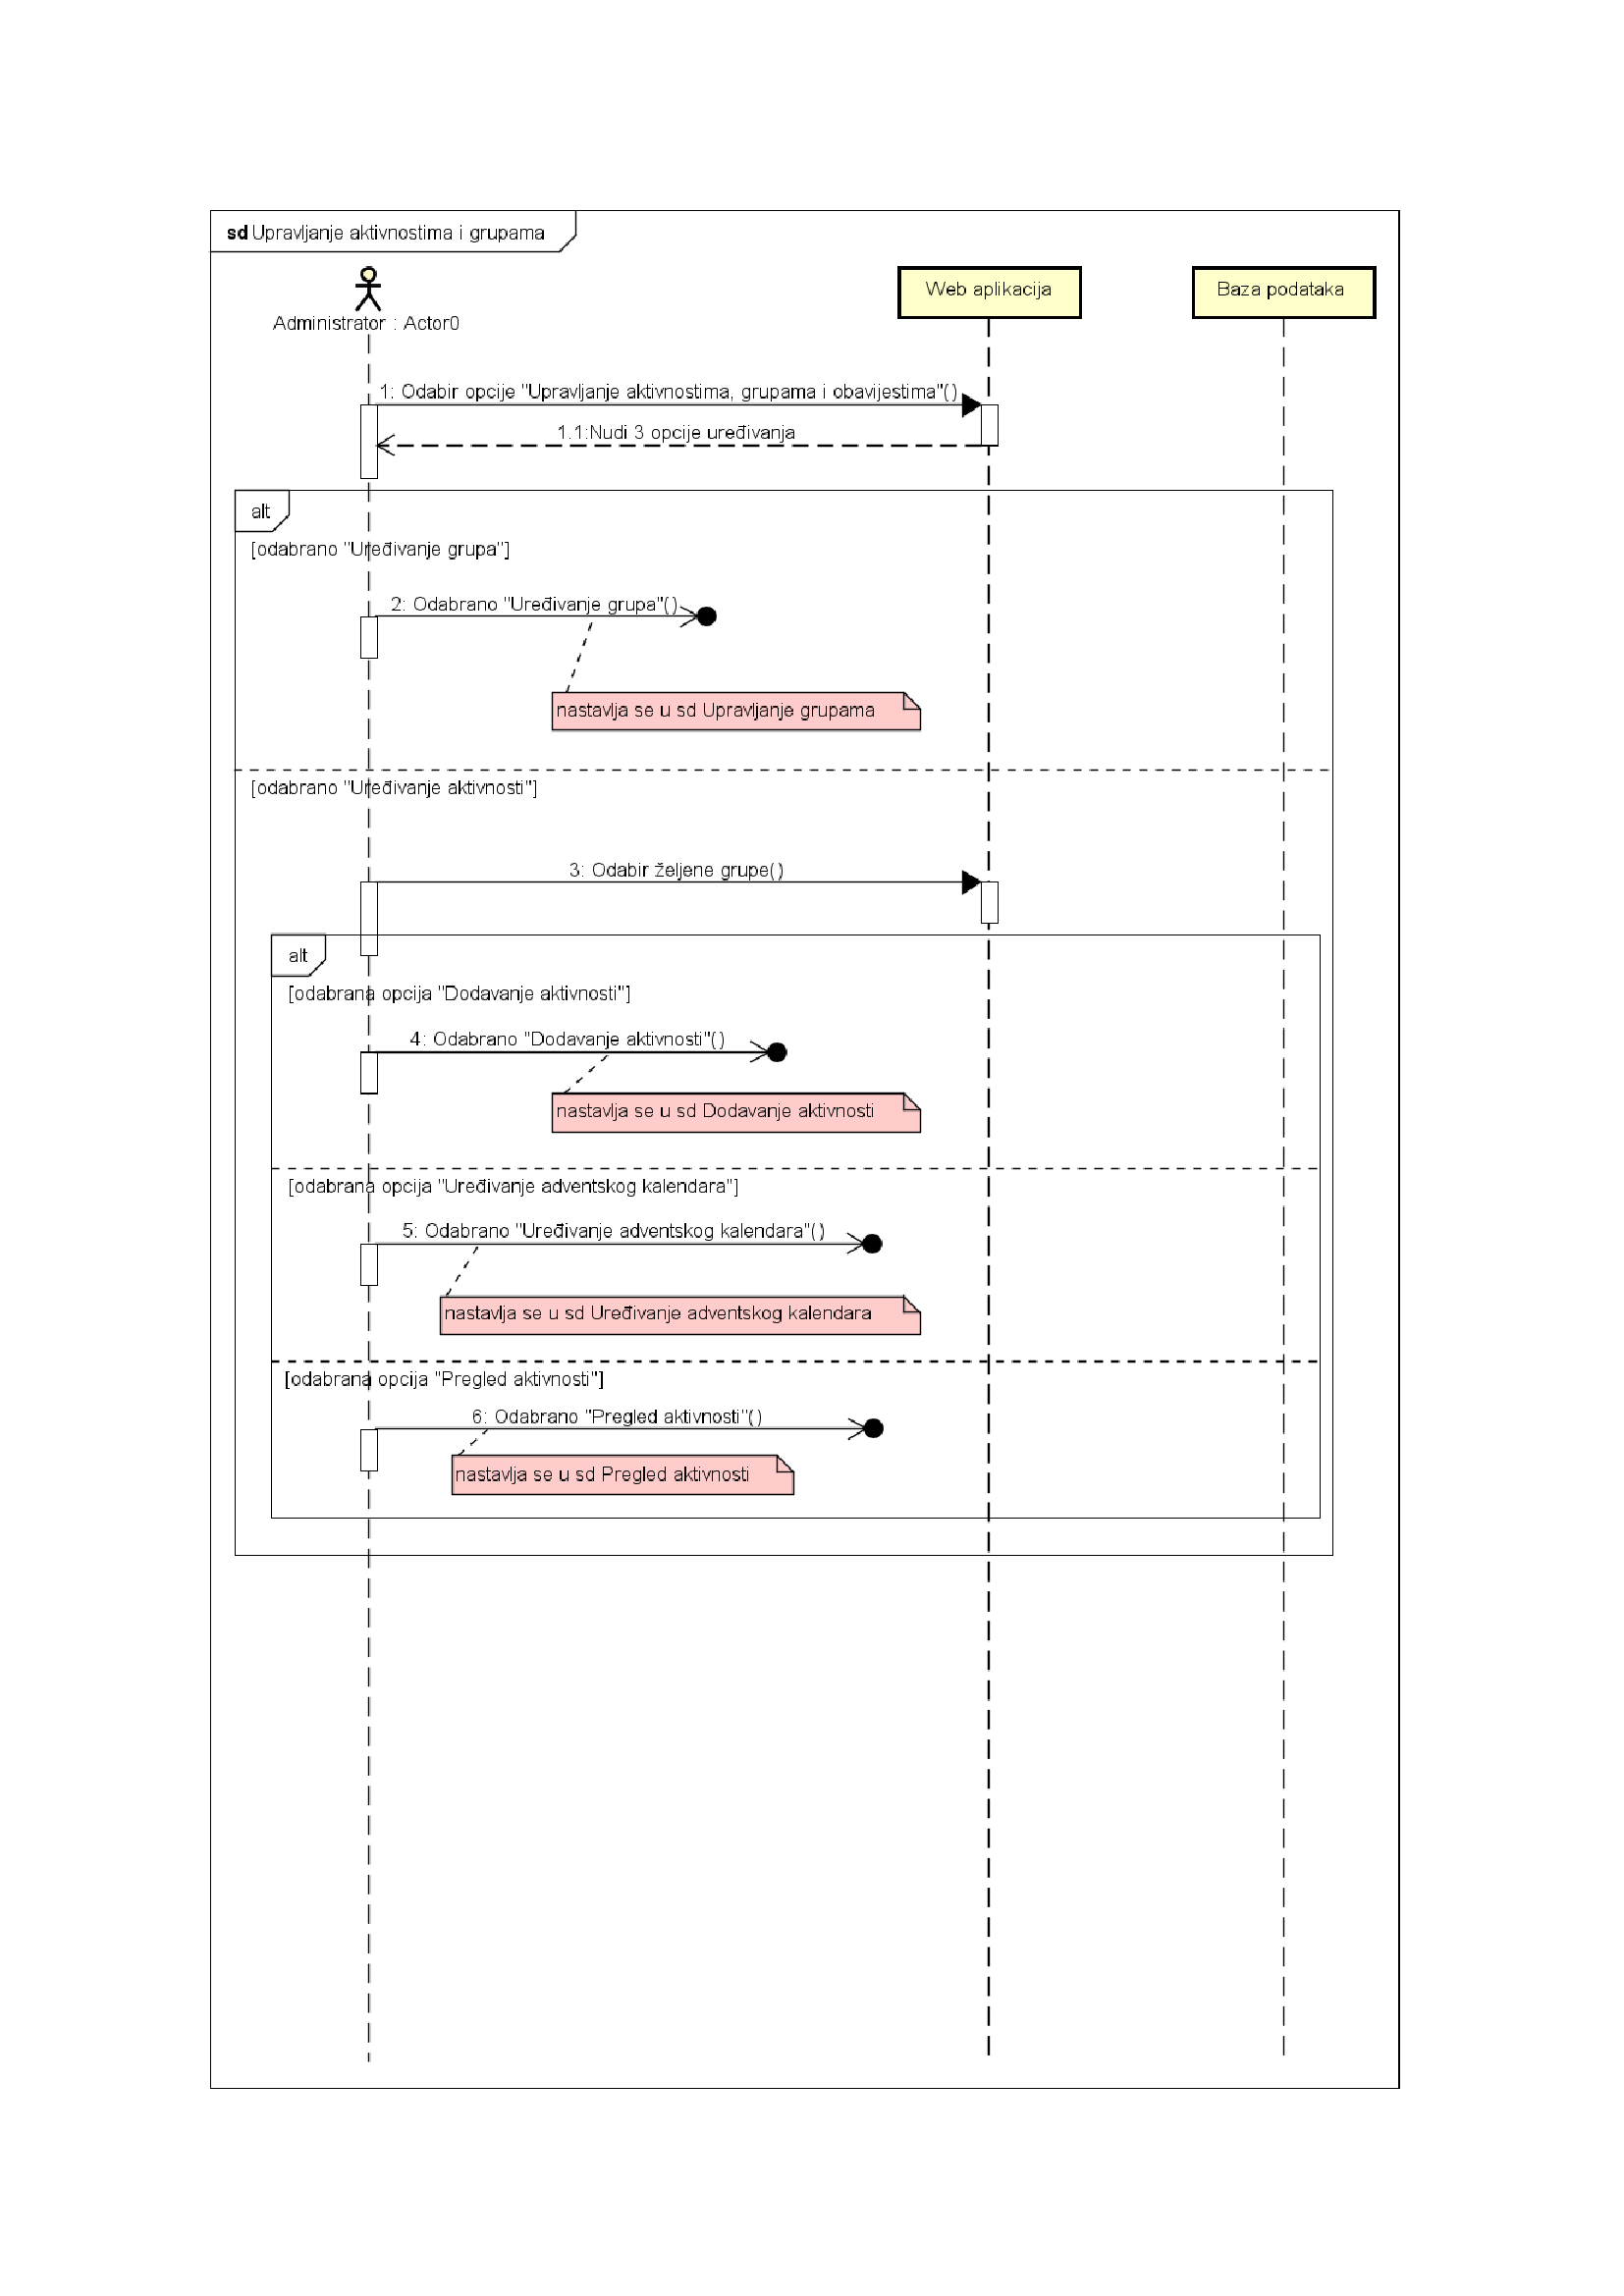 sd Upravljanje aktivnostima i grupama
Web aplikacija
Baza podataka
Administrator : Actor0
1: Odabir opcije "Upravljanje aktivnostima, grupama i obavijestima"()
1.1:Nudi 3 opcije uređivanja
alt
[odabrano "Uređivanje grupa"]
2: Odabrano "Uređivanje grupa"()
nastavlja se u sd Upravljanje grupama
[odabrano "Uređivanje aktivnosti"]
3: Odabir željene grupe()
alt
[odabrana opcija "Dodavanje aktivnosti"]
4: Odabrano "Dodavanje aktivnosti"()
nastavlja se u sd Dodavanje aktivnosti
[odabrana opcija "Uređivanje adventskog kalendara"]
5: Odabrano "Uređivanje adventskog kalendara"()
nastavlja se u sd Uređivanje adventskog kalendara
[odabrana opcija "Pregled aktivnosti"]
6: Odabrano "Pregled aktivnosti"()
nastavlja se u sd Pregled aktivnosti